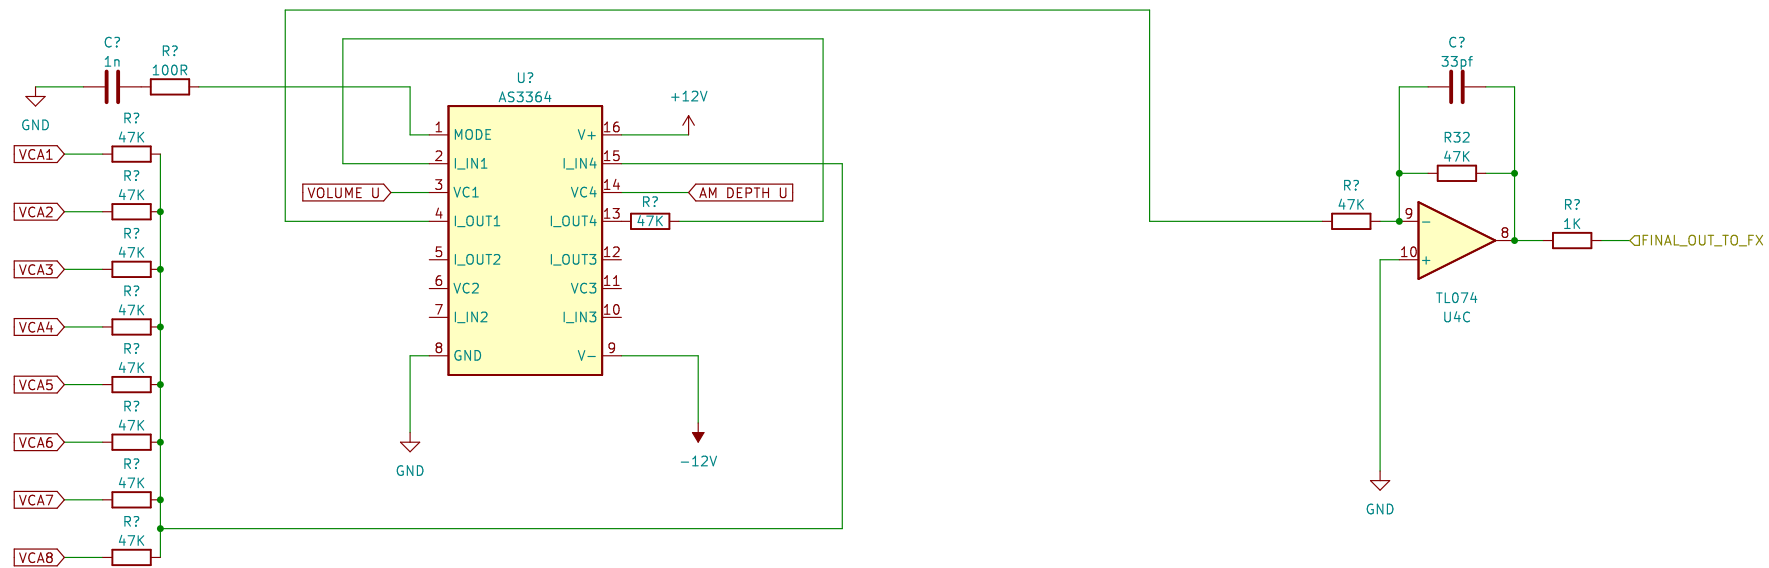 C?
1n
R?
100R
GND
R?
47K
VCA1
R?
47K
VCA2
R?
47K
VCA3
R?
47K
VCA4
R?
47K
VCA5
R?
47K
VCA6
R?
47K
VCA7
R?
47K
VCA8
U?
AS3364
1 MODE
2 I_IN1
3 VC1
4 I_OUT1
5 I_OUT2
6 VC2
7 I_IN2
8 GND
V+ 16
I_IN4 15
VC4 14
I_OUT4 13
I_OUT3 12
VC3 11
I_IN3 10
V- 9
VOLUME U
GND
+12V
AM DEPTH U
R?
47K
-12V
R?
47K
C?
33pf
R32
47K
9 -
10 +
8
TL074
U4C
GND
R?
1K
FINAL_OUT_TO_FX